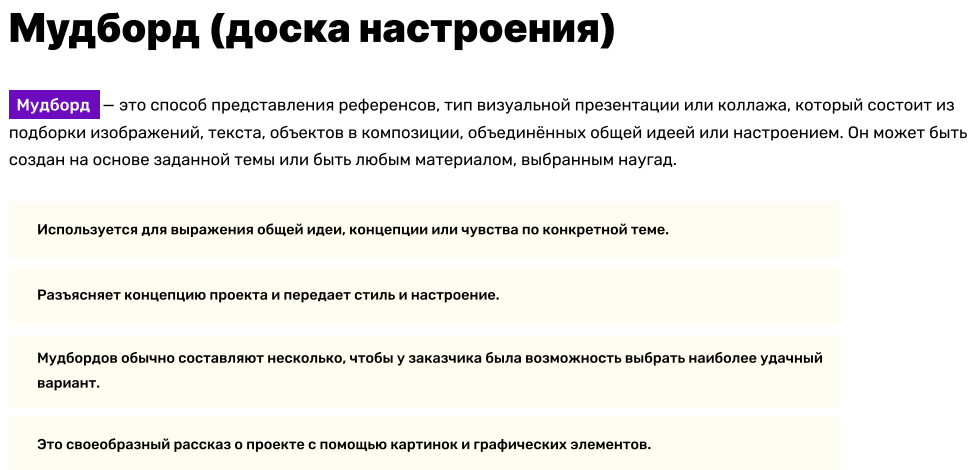 Мудборд (доска настроения)
Мудборд — это способ представления референсов, тип визуальной презентации или коллажа, который состоит из
подборки изображений, текста, объектов в композиции, объединённых общей идеей или настроением. Он может быть
создан на основе заданной темы или быть любым материалом, выбранным наугад.
Используется для выражения общей идеи, концепции или чувства по конкретной теме.
Разъясняет концепцию проекта и передает стиль и настроение.
Мудбордов обычно составляют несколько, чтобы у заказчика была возможность выбрать наиболее удачный
вариант.
Это своеобразный рассказ о проекте с помощью картинок и графических элементов.